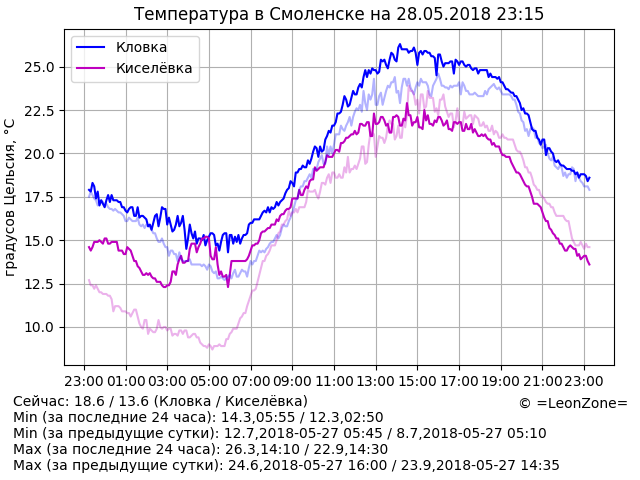 Температура в Смоленске на 28.05.2018 23:15
Кловка
Киселёвка
градусов Цельсия, °C
25.0
22.5
20.0
17.5
15.0
12.5
10.0
23:00 01:00 03:00 05:00 07:00 09:00 11:00 13:00 15:00 17:00 19:00 21:00 23:00
Сейчас: 18.6 / 13.6 (Кловка / Киселёвка)
© =LeonZone=
Min (за последние 24 часа): 14.3,05:55 / 12.3,02:50
Min (за предыдущие сутки): 12.7,2018-05-27 05:45 / 8.7,2018-05-27 05:10
Max (за последние 24 часа): 26.3,14:10 / 22.9,14:30
Max (за предыдущие сутки): 24.6,2018-05-27 16:00 / 23.9,2018-05-27 14:35